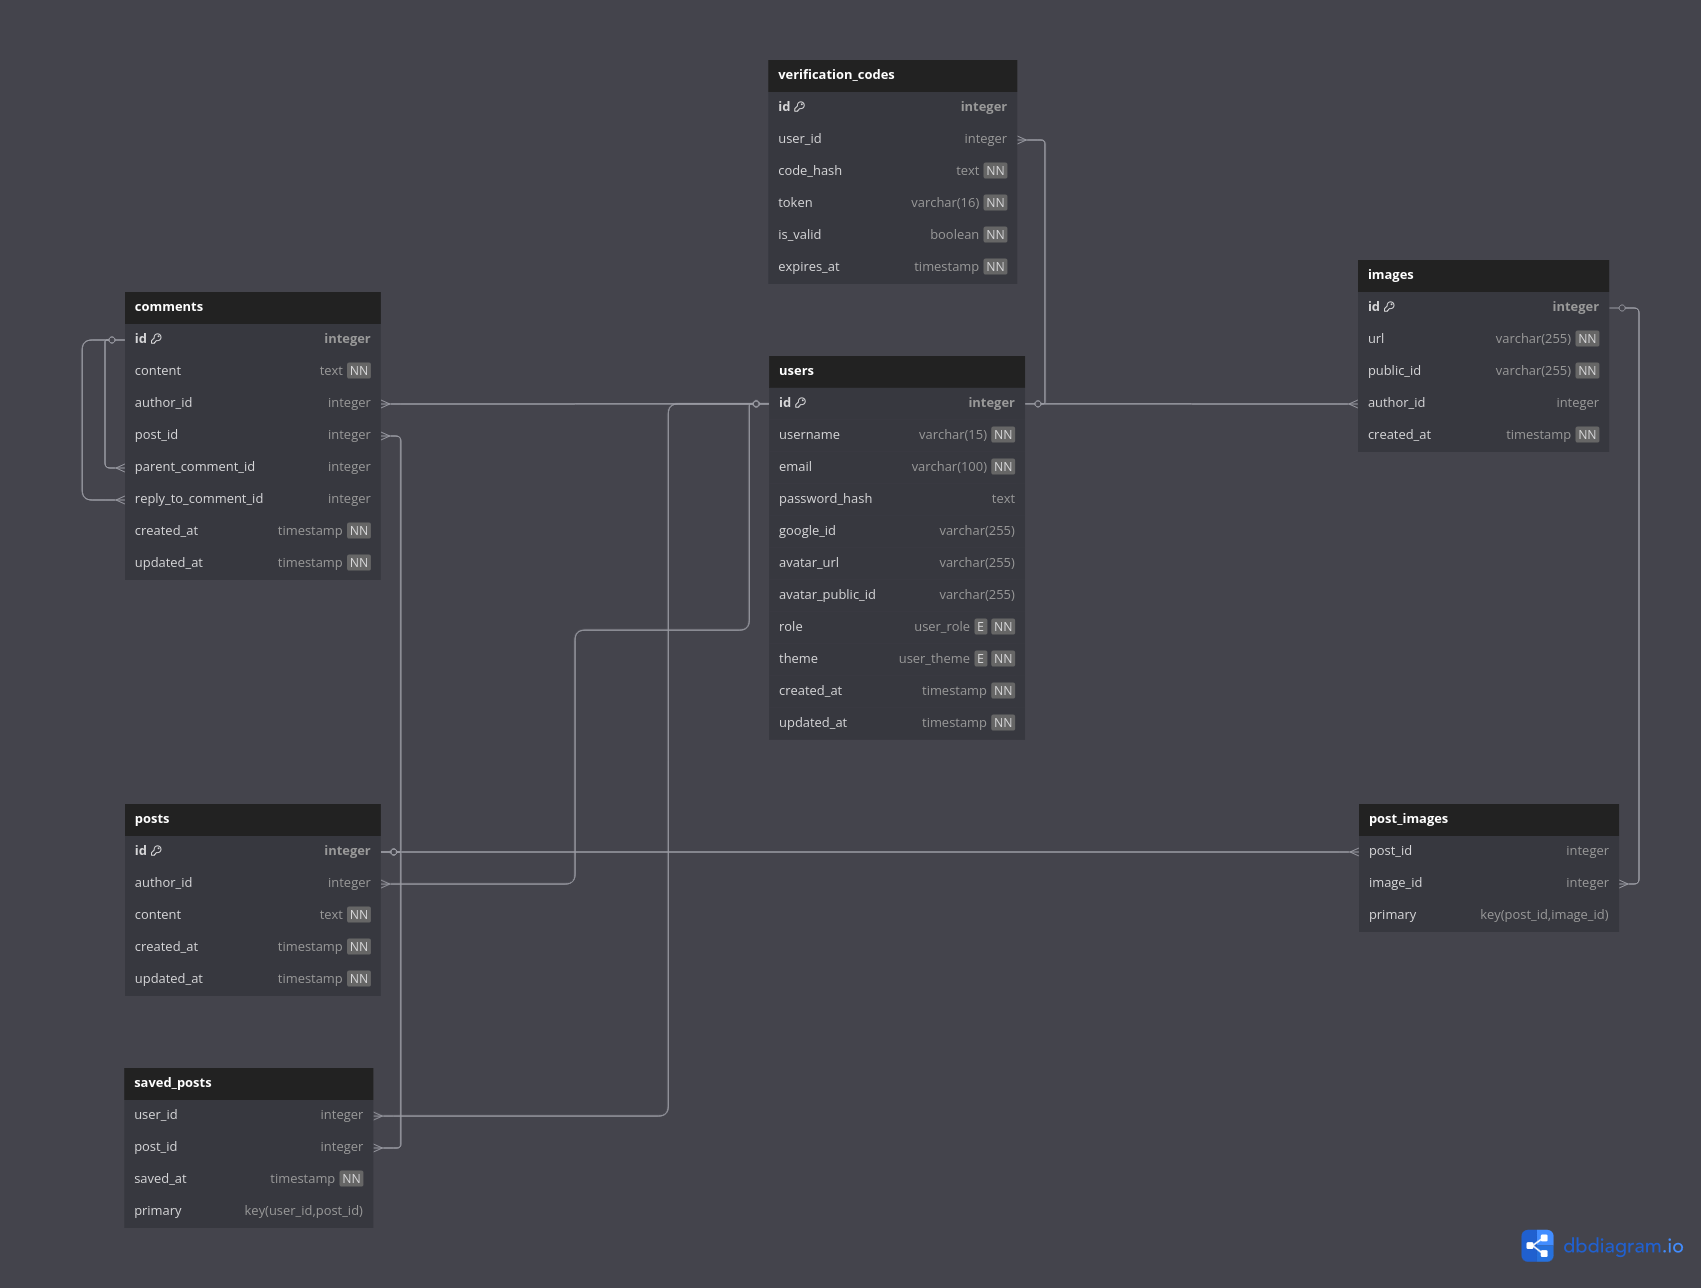 verification_codes
id integer
user_id integer
code_hash text NN
token varchar(16) NN
is_valid boolean NN
expires_at timestamp NN
images
id integer
url varchar(255) NN
public_id varchar(255) NN
author_id integer
created_at timestamp NN
comments
id integer
content text NN
author_id integer
post_id integer
parent_comment_id integer
reply_to_comment_id integer
created_at timestamp NN
updated_at timestamp NN
users
id integer
username varchar(15) NN
email varchar(100) NN
password_hash text
google_id varchar(255)
avatar_url varchar(255)
avatar_public_id varchar(255)
role user_role E NN
theme user_theme E NN
created_at timestamp NN
updated_at timestamp NN
posts
id integer
author_id integer
content text NN
created_at timestamp NN
updated_at timestamp NN
post_images
post_id integer
image_id integer
primary key(post_id,image_id)
saved_posts
user_id integer
post_id integer
saved_at timestamp NN
primary key(user_id,post_id)
dbdiagram.io